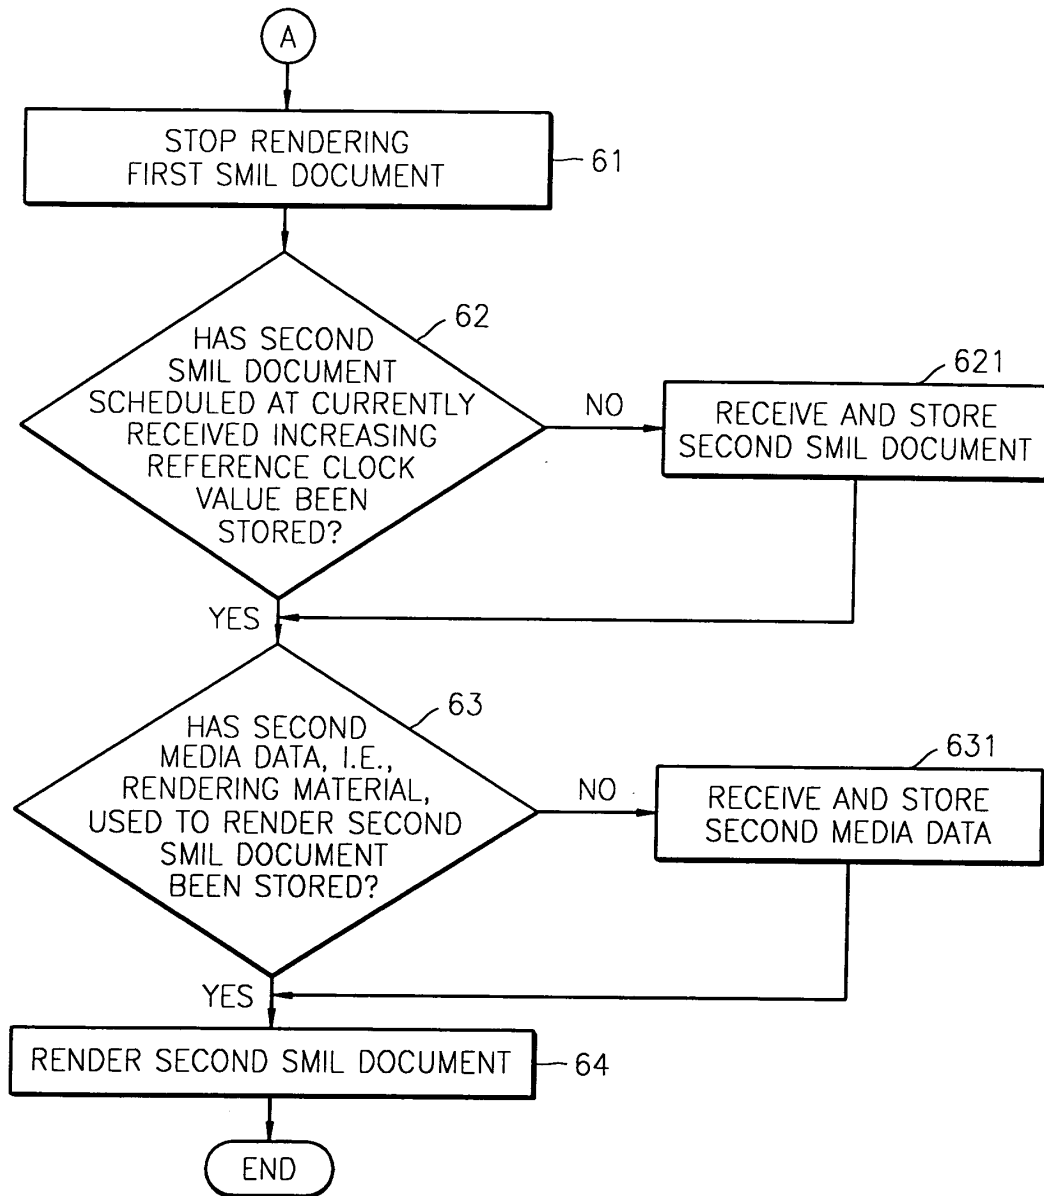 A
STOP RENDERING
FIRST SMIL DOCUMENT
61
62
HAS SECOND
SMIL DOCUMENT
SCHEDULED AT CURRENTLY
RECEIVED INCREASING
REFERENCE CLOCK
VALUE BEEN
STORED?
NO
621
RECEIVE AND STORE
SECOND SMIL DOCUMENT
YES
63
HAS SECOND
MEDIA DATA, I.E.,
RENDERING MATERIAL,
USED TO RENDER SECOND
SMIL DOCUMENT
BEEN STORED?
NO
631
RECEIVE AND STORE
SECOND MEDIA DATA
YES
RENDER SECOND SMIL DOCUMENT
64
END